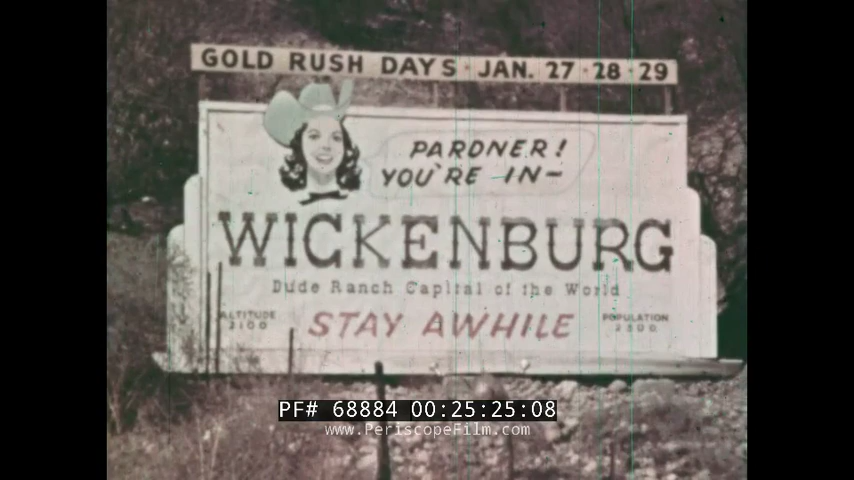 GOLD RUSH DAYS · JAN. 27 · 28 · 29
PARDNER!
YOU'RE IN~
WICKENBURG
Dude Ranch Capital of the World
ALTITUDE
2100
STAY AWHILE
POPULATION
2500
PF# 68884 00:25:25:08
www.PeriscopeFilm.com